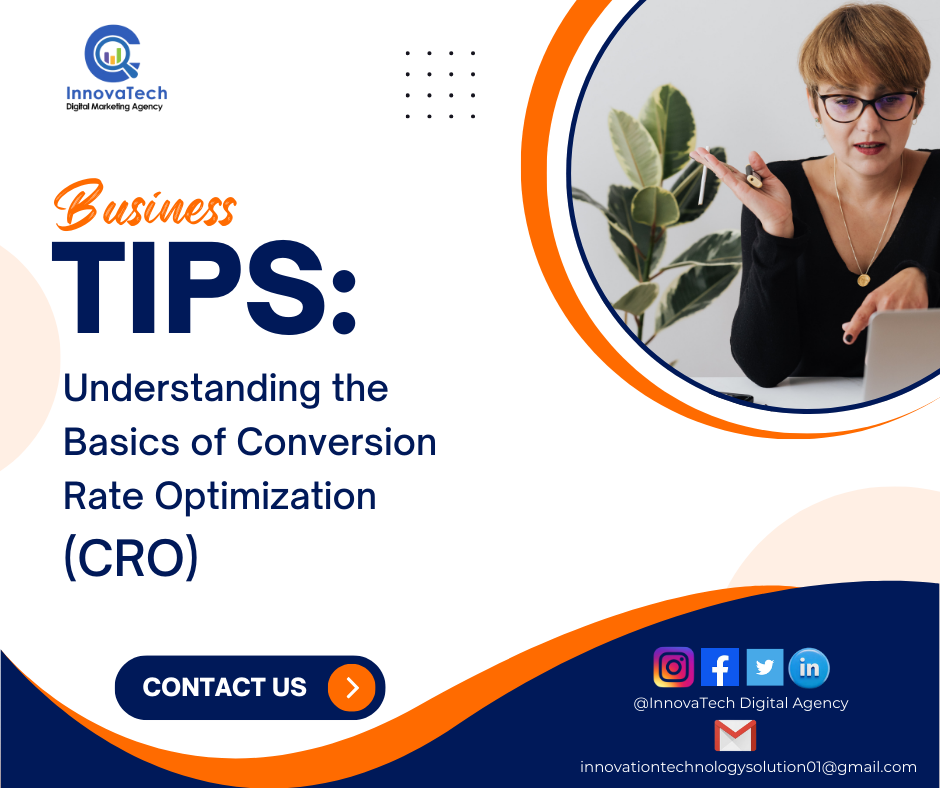 InnovaTech
Digital Marketing Agency
Business
TIPS:
Understanding the
Basics of Conversion
Rate Optimization
(CRO)
CONTACT US
@InnovaTech Digital Agency
innovationtechnologysolution01@gmail.com